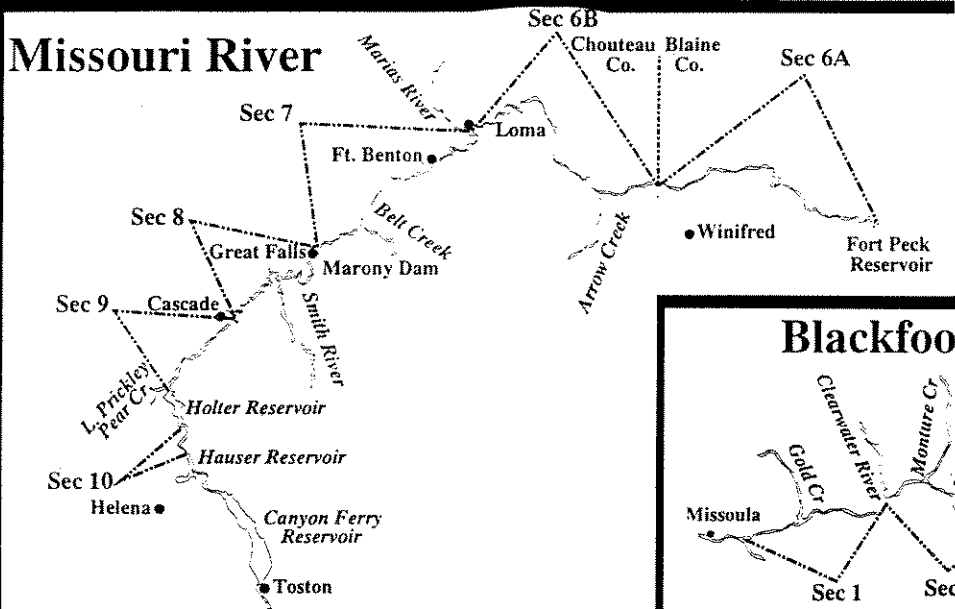 Missouri River
Sec 6B
Chouteau Blaine
Co. Co.
Sec 6A
Marias River
Sec 7
Loma
Ft. Benton
Sec 8
Belt Creek
Great Falls
Marony Dam
Arrow Creek
Winifred
Fort Peck
Reservoir
Sec 9
Cascade
Smith River
L. Prickley
Pear Cr
Holter Reservoir
Hauser Reservoir
Sec 10
Helena
Canyon Ferry
Reservoir
Toston
Blackfoo
Clearwater River
Monture Cr
Gold Cr
Missoula
Sec 1
Sec